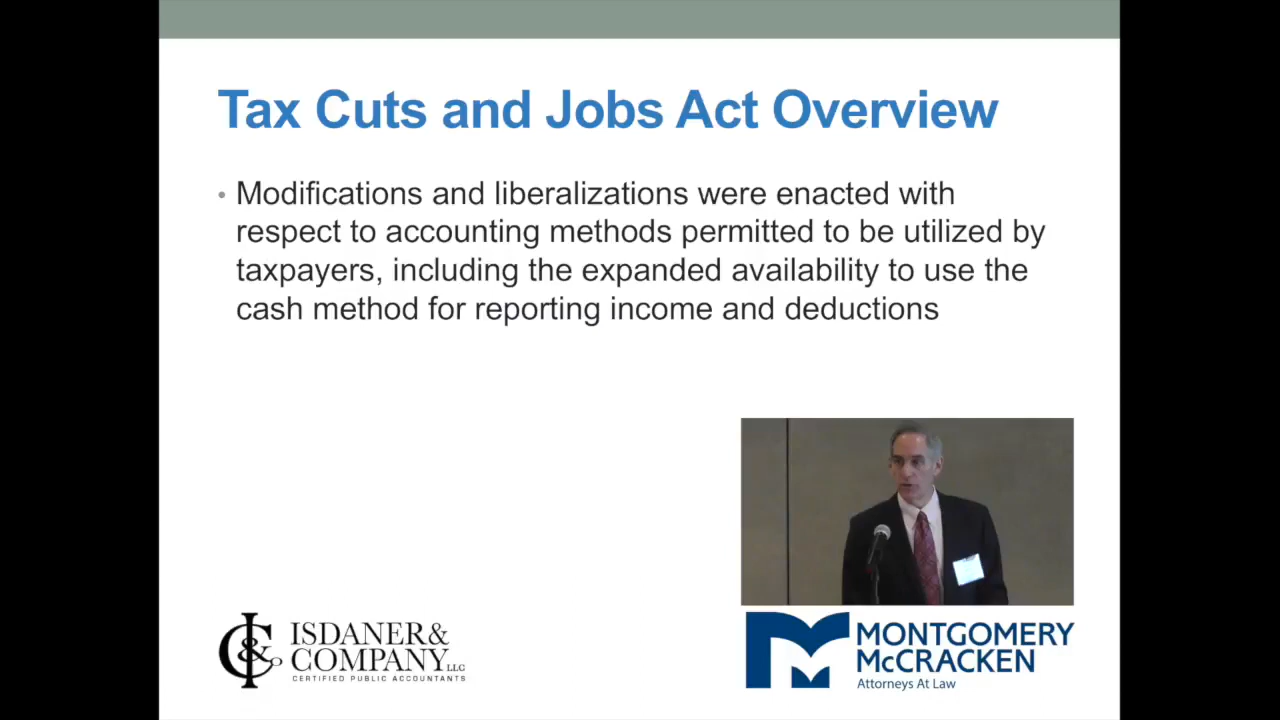 Tax Cuts and Jobs Act Overview
• Modifications and liberalizations were enacted with
respect to accounting methods permitted to be utilized by
taxpayers, including the expanded availability to use the
cash method for reporting income and deductions
ISDANER&
COMPANY LLC
CERTIFIED PUBLIC ACCOUNTANTS
MONTGOMERY
McCRACKEN
Attorneys At Law